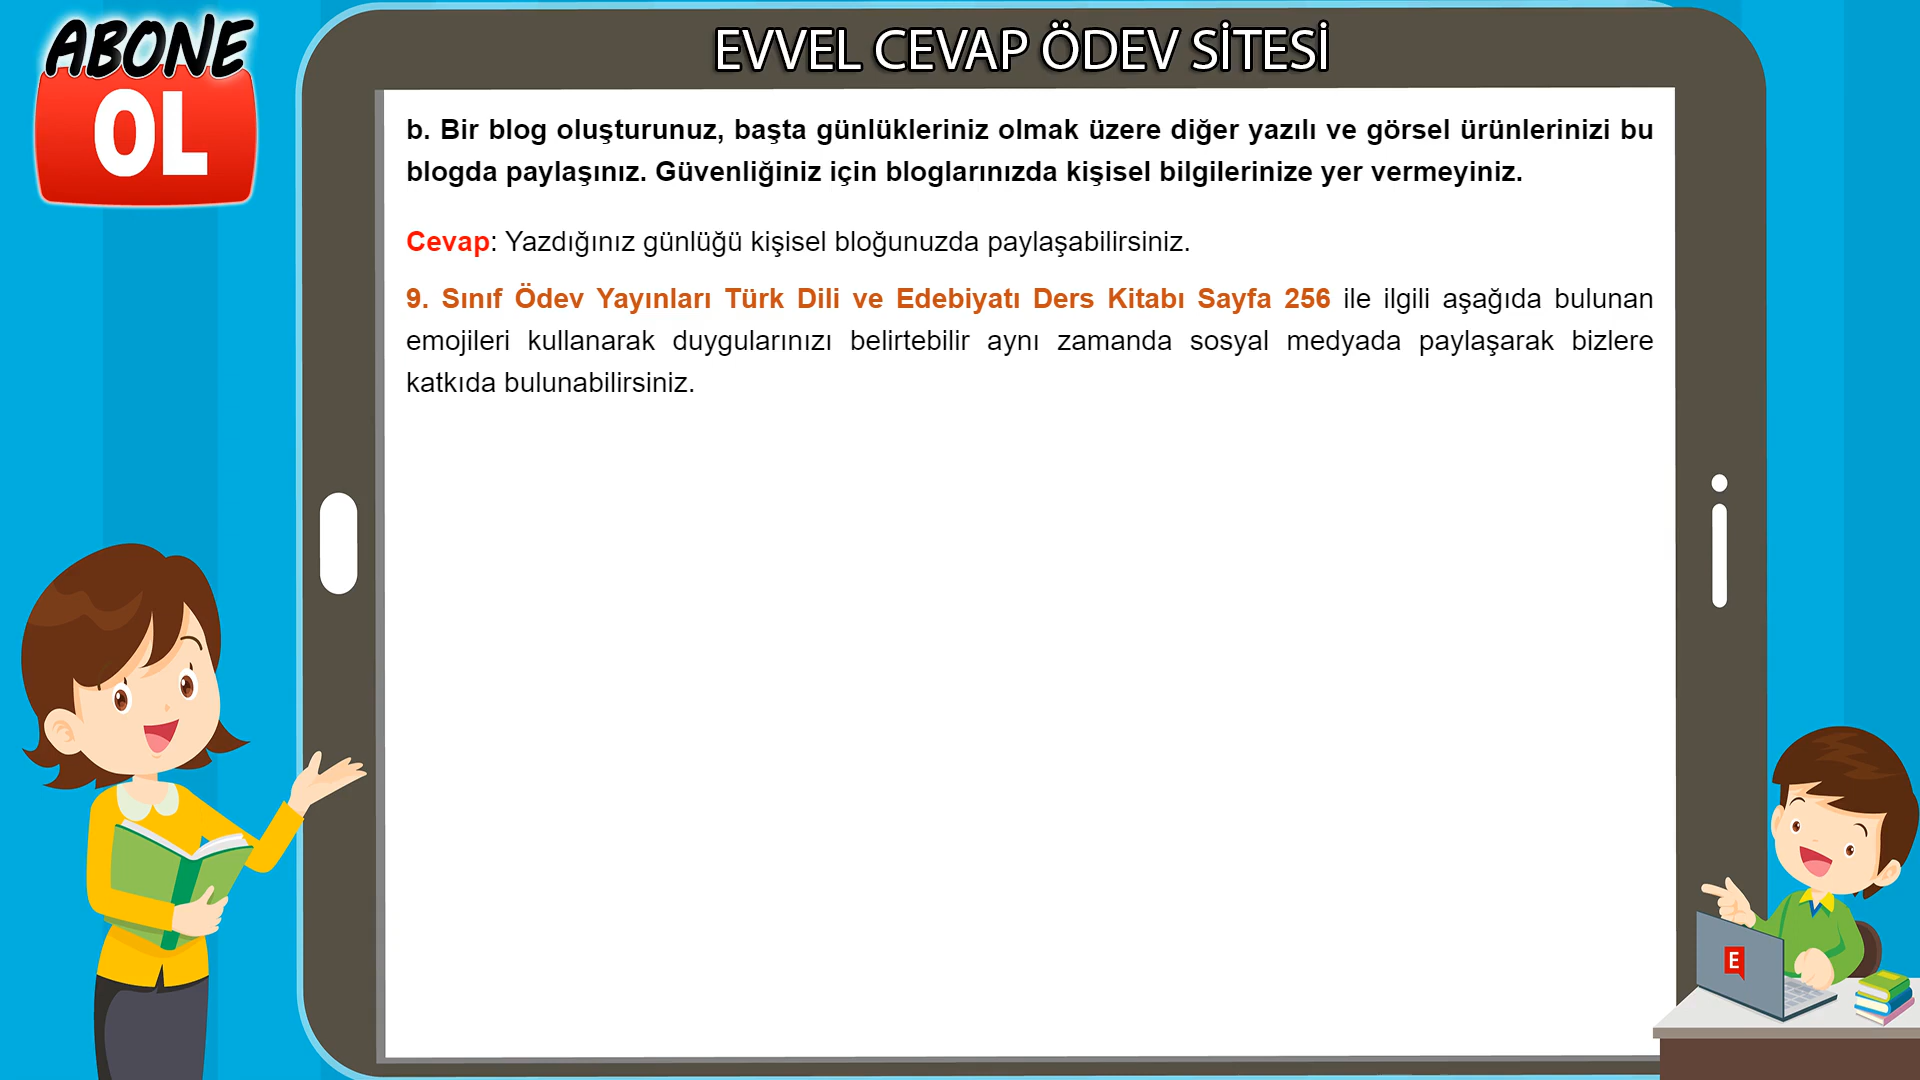 ABONE
OL
EVVEL CEVAP ÖDEV SİTESİ
b. Bir blog oluşturunuz, başta günlükleriniz olmak üzere diğer yazılı ve görsel ürünlerinizi bu
blogda paylaşınız. Güvenliğiniz için bloglarınızda kişisel bilgilerinize yer vermeyiniz.
Cevap: Yazdığınız günlüğü kişisel bloğunuzda paylaşabilirsiniz.
9. Sınıf Ödev Yayınları Türk Dili ve Edebiyatı Ders Kitabı Sayfa 256 ile ilgili aşağıda bulunan
emojileri kullanarak duygularınızı belirtebilir aynı zamanda sosyal medyada paylaşarak bizlere
katkıda bulunabilirsiniz.
E